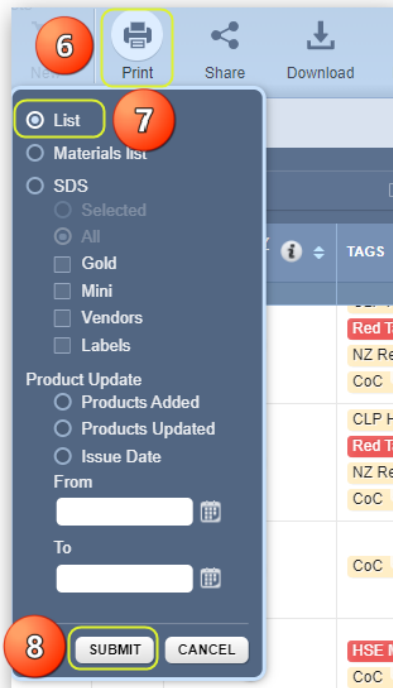 6
New
Print
Share
Download
List
7
Materials list
SDS
Selected
All
Gold
Mini
Vendors
Labels
Product Update
Products Added
Products Updated
Issue Date
From
To
8
SUBMIT
CANCEL
i
TAGS
Red T
NZ Re
CoC
CLP H
Red T
NZ Re
CoC
CoC
HSE M
CoC